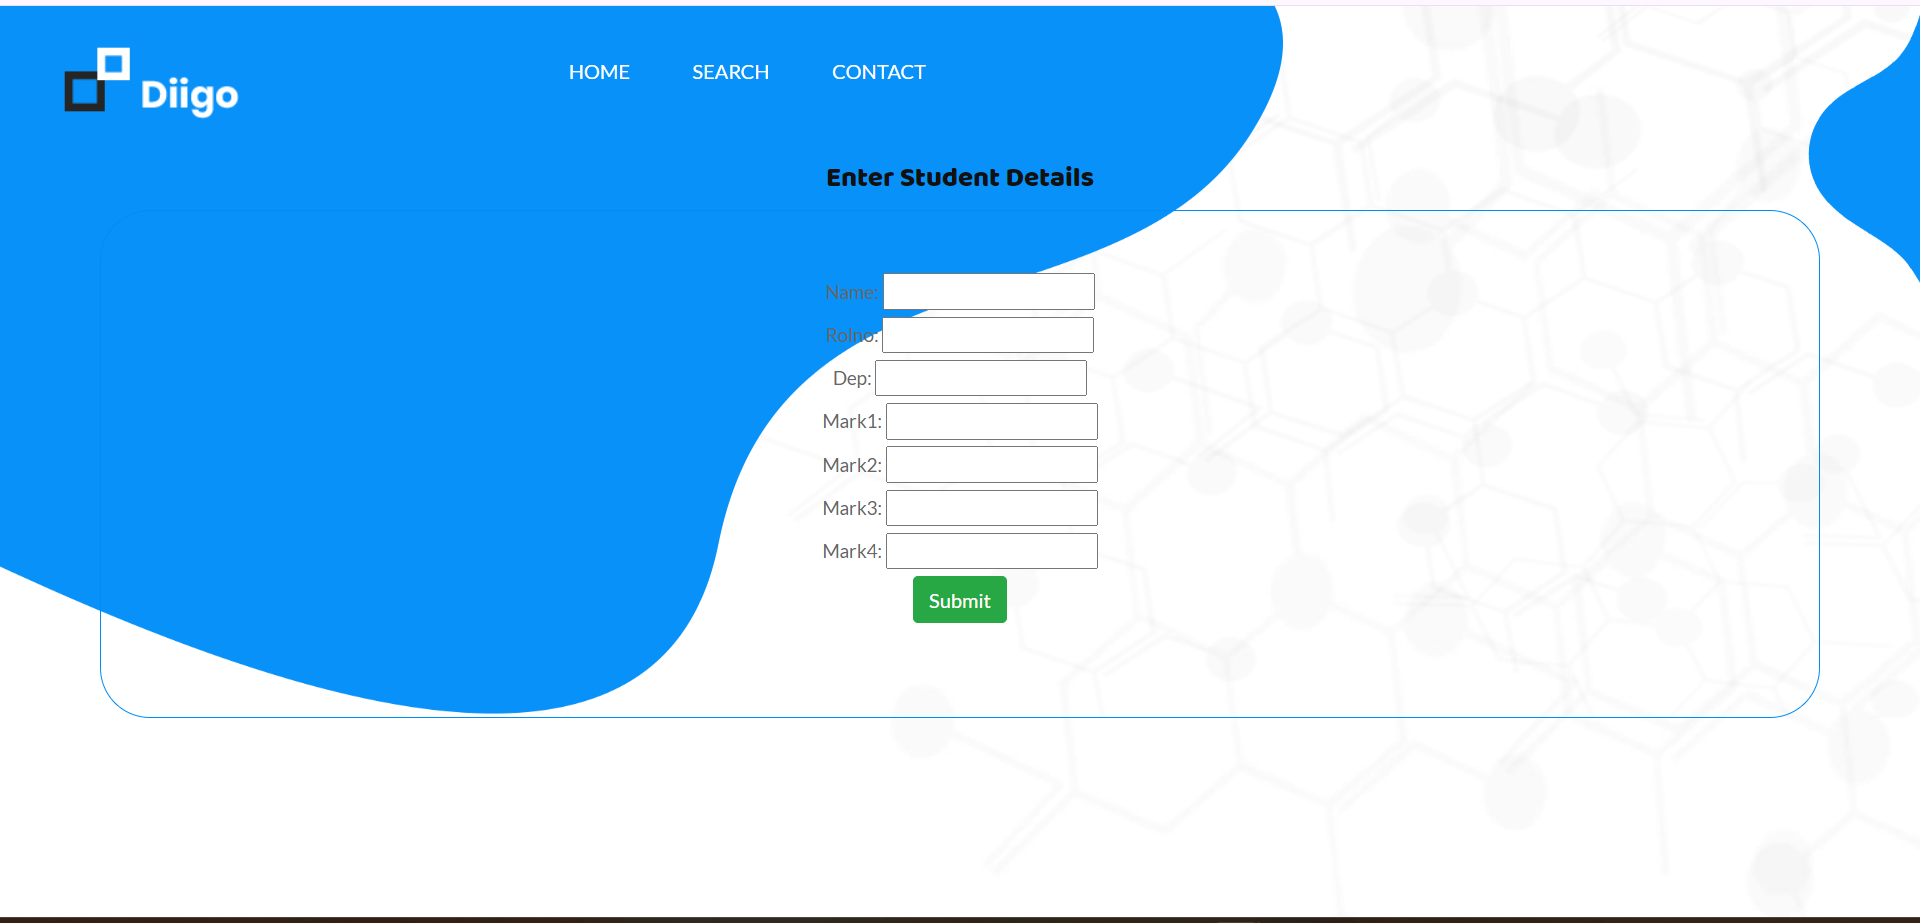 Diigo
HOME SEARCH CONTACT
Enter Student Details
Name:
Rolno:
Dep:
Mark1:
Mark2:
Mark3:
Mark4:
Submit